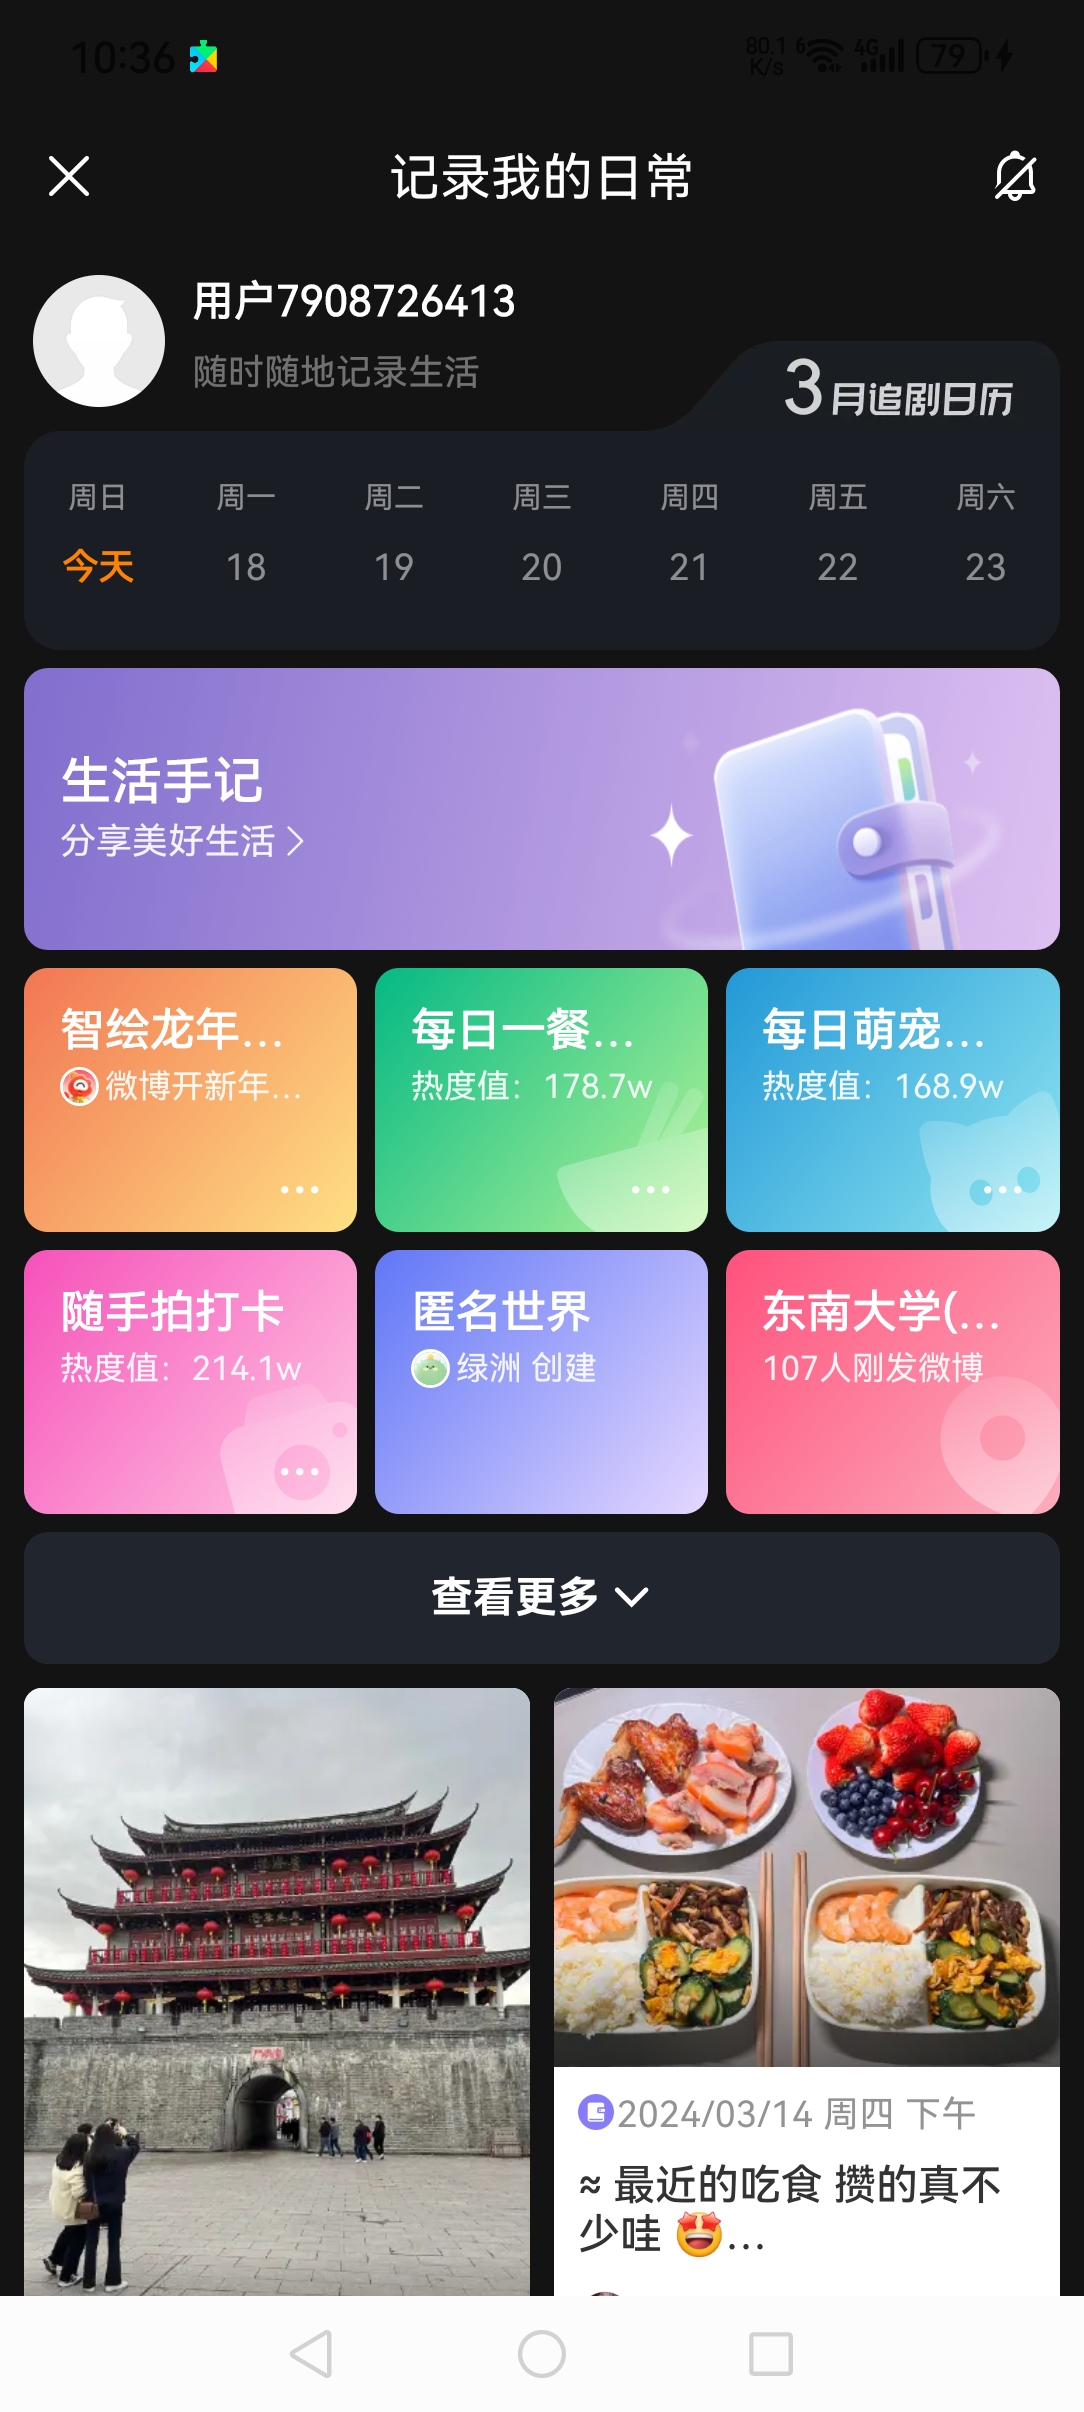 10:36
80.1 K/s
6
4G
79
记录我的日常
用户7908726413
随时随地记录生活
3月追剧日历
周日 周一 周二 周三 周四 周五 周六
今天 18 19 20 21 22 23
生活手记
分享美好生活
智绘龙年...
微博开新年...
每日一餐...
热度值：178.7w
每日萌宠...
热度值：168.9w
随手拍打卡
热度值：214.1w
匿名世界
绿洲 创建
东南大学(...
107人刚发微博
查看更多
2024/03/14 周四 下午
≈ 最近的吃食 攒的真不
少哇 🤩...